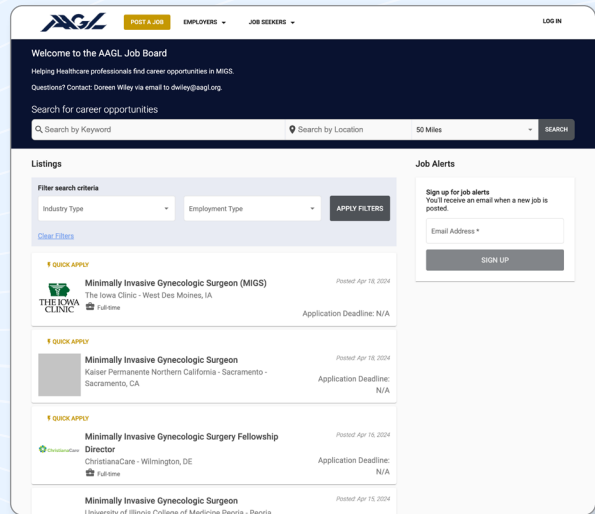 AAGL
POST A JOB
EMPLOYERS
JOB SEEKERS
LOG IN
Welcome to the AAGL Job Board
Helping Healthcare professionals find career opportunities in MIGS.
Questions? Contact: Doreen Wiley via email to dwiley@aagl.org.
Search for career opportunities
Search by Keyword
Search by Location
50 Miles
SEARCH
Listings
Filter search criteria
Industry Type
Employment Type
APPLY FILTERS
Clear Filters
QUICK APPLY
THE IOWA
CLINIC
Minimally Invasive Gynecologic Surgeon (MIGS)
The Iowa Clinic - West Des Moines, IA
Full-time
Posted: Apr 18, 2024
Application Deadline: N/A
QUICK APPLY
Minimally Invasive Gynecologic Surgeon
Kaiser Permanente Northern California - Sacramento -
Sacramento, CA
Posted: Apr 18, 2024
Application Deadline:
N/A
QUICK APPLY
ChristianaCare
Minimally Invasive Gynecologic Surgery Fellowship
Director
ChristianaCare - Wilmington, DE
Full-time
Posted: Apr 16, 2024
Application Deadline:
N/A
Minimally Invasive Gynecologic Surgeon
University of Illinois College of Medicine Peoria - Peoria
Posted: Apr 15, 2024
Job Alerts
Sign up for job alerts
You'll receive an email when a new job is
posted.
Email Address *
SIGN UP